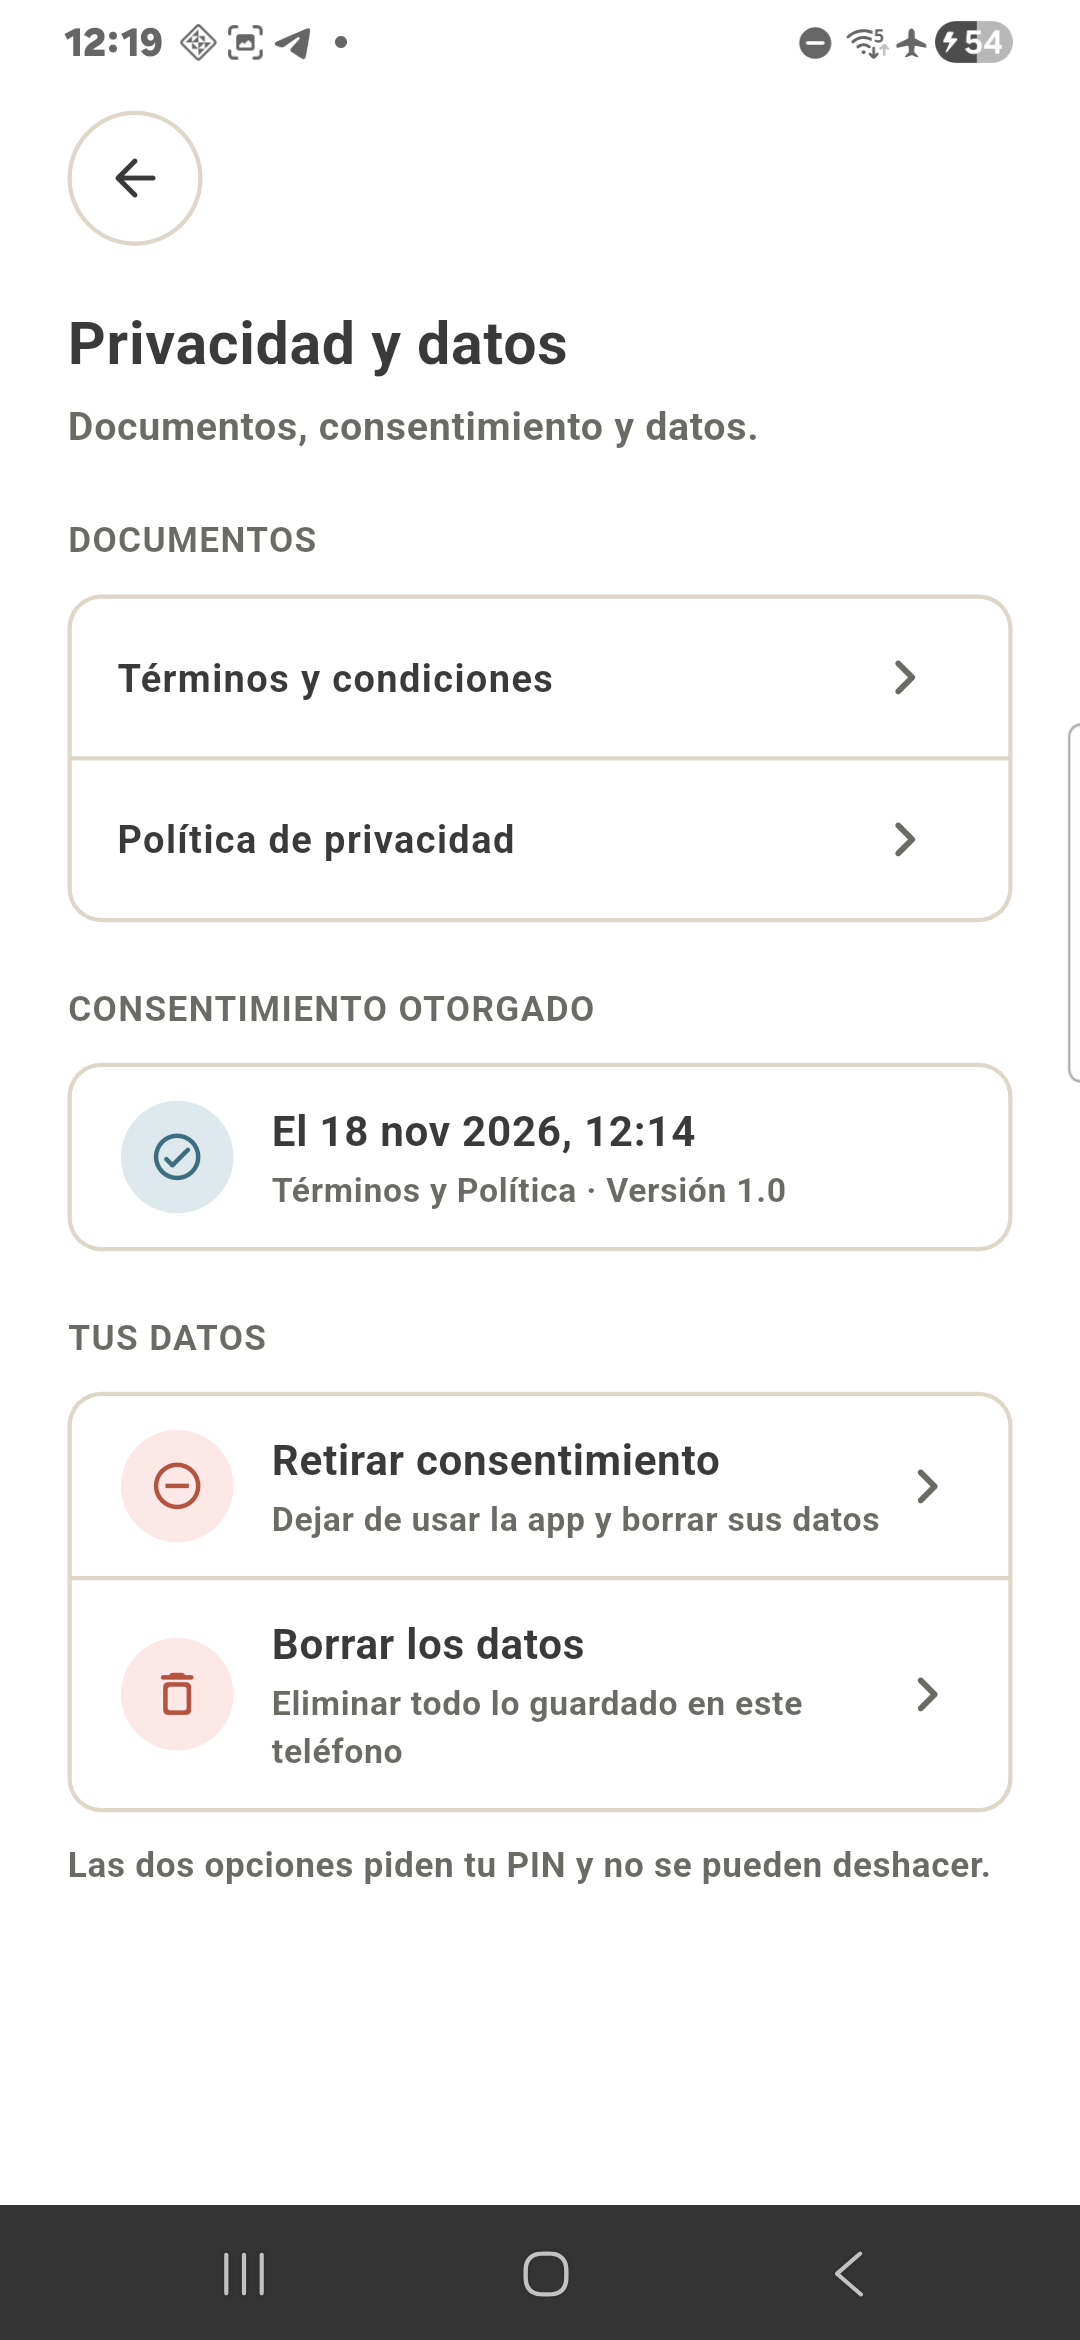 12:19
5
54
Privacidad y datos
Documentos, consentimiento y datos.
DOCUMENTOS
Términos y condiciones
Política de privacidad
CONSENTIMIENTO OTORGADO
El 18 nov 2026, 12:14
Términos y Política · Versión 1.0
TUS DATOS
Retirar consentimiento
Dejar de usar la app y borrar sus datos
Borrar los datos
Eliminar todo lo guardado en este
teléfono
Las dos opciones piden tu PIN y no se pueden deshacer.